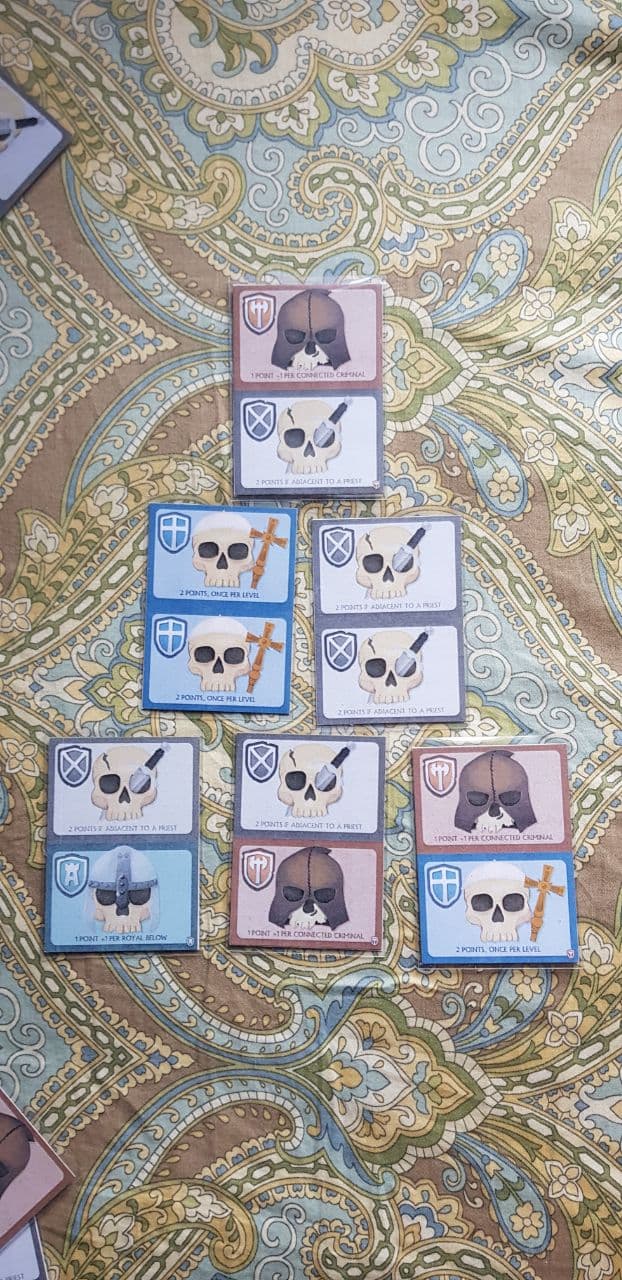 1 POINT +1 PER CONNECTED CRIMINAL
2 POINTS IF ADJACENT TO A PRIEST
2 POINTS, ONCE PER LEVEL
2 POINTS IF ADJACENT TO A PRIEST
2 POINTS, ONCE PER LEVEL
2 POINTS IF ADJACENT TO A PRIEST
2 POINTS IF ADJACENT TO A PRIEST
2 POINTS IF ADJACENT TO A PRIEST
1 POINT +1 PER CONNECTED CRIMINAL
1 POINT +1 PER ROYAL BELOW
1 POINT +1 PER CONNECTED CRIMINAL
2 POINTS, ONCE PER LEVEL
PRIEST